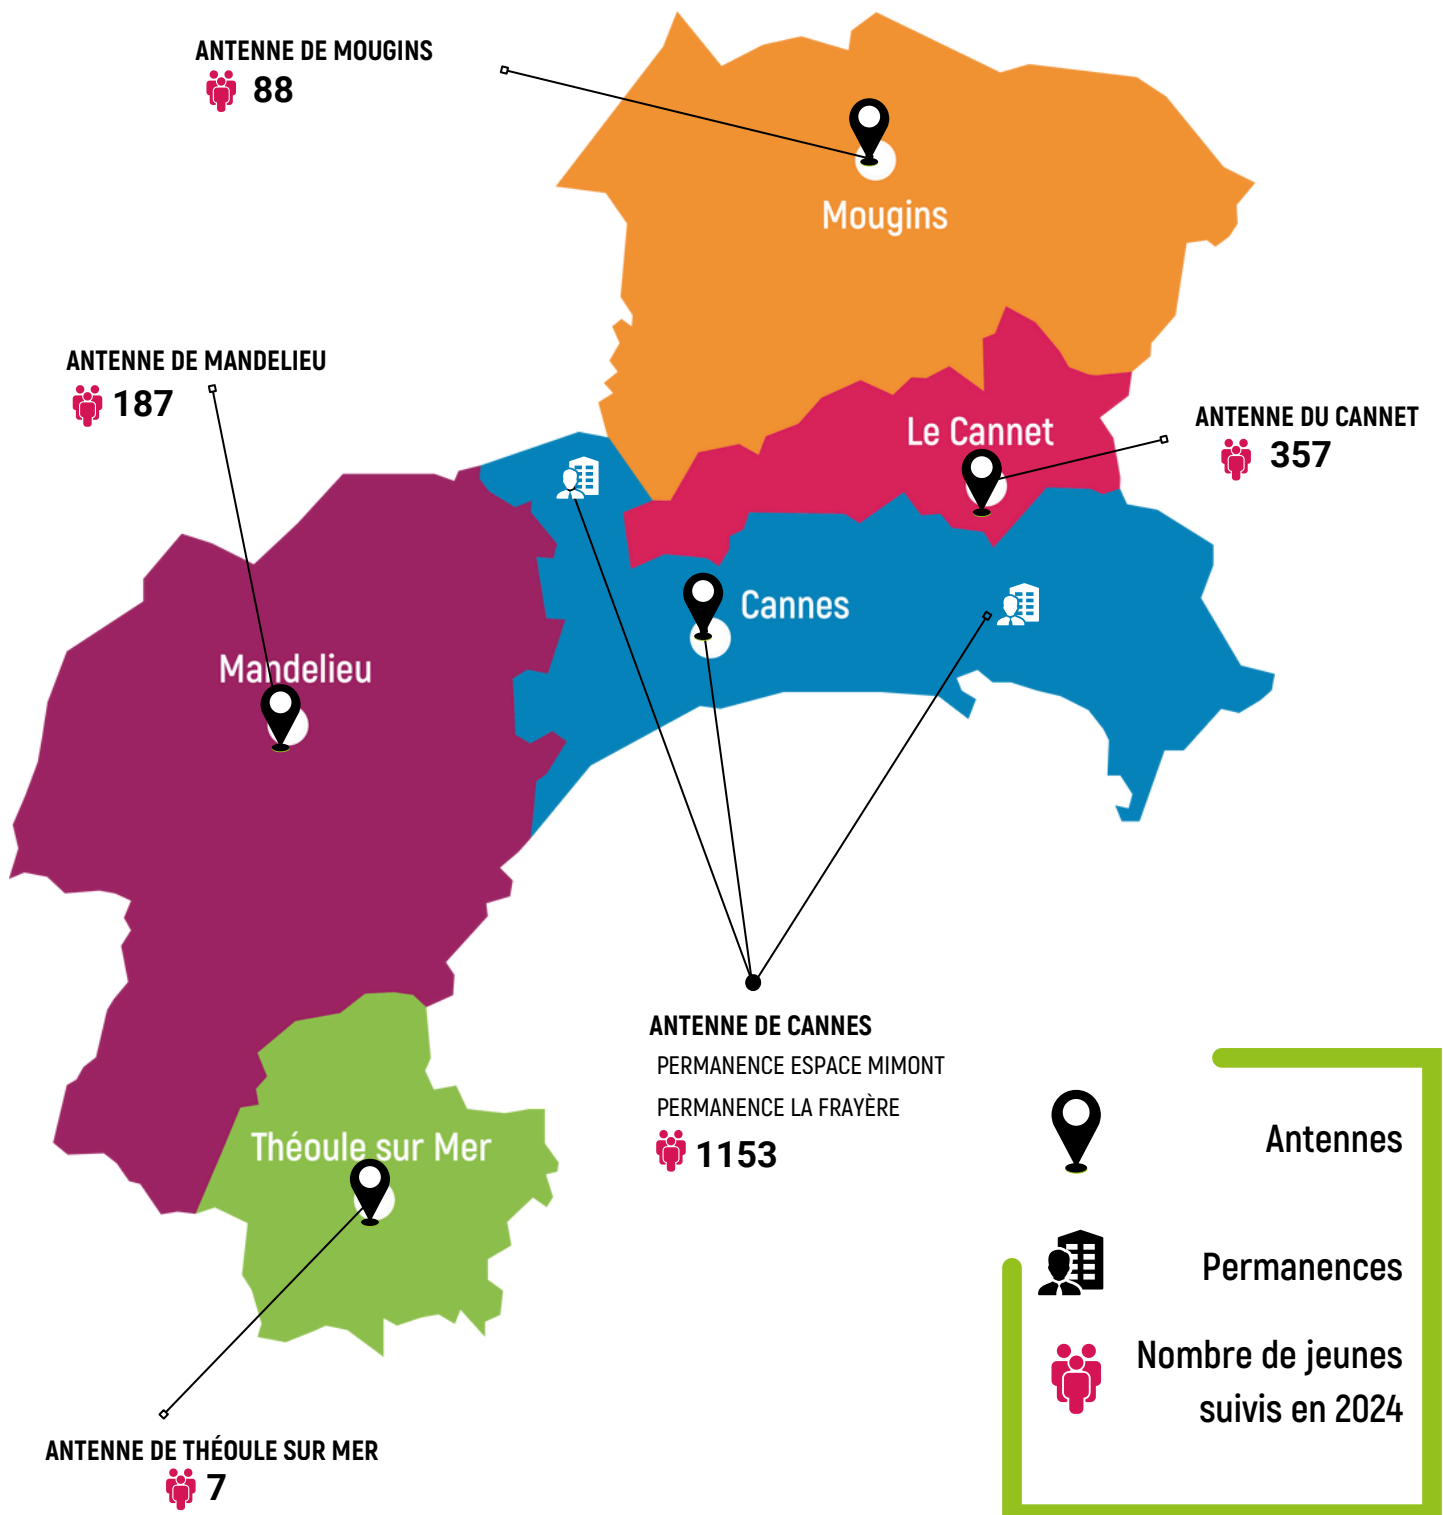 ANTENNE DE MOUGINS
88
Mougins
ANTENNE DE MANDELIEU
187
Le Cannet
ANTENNE DU CANNET
357
Cannes
Mandelieu
ANTENNE DE CANNES
PERMANENCE ESPACE MIMONT
PERMANENCE LA FRAYÈRE
1153
Théoule sur Mer
ANTENNE DE THÉOULE SUR MER
7
Antennes
Permanences
Nombre de jeunes
suivis en 2024